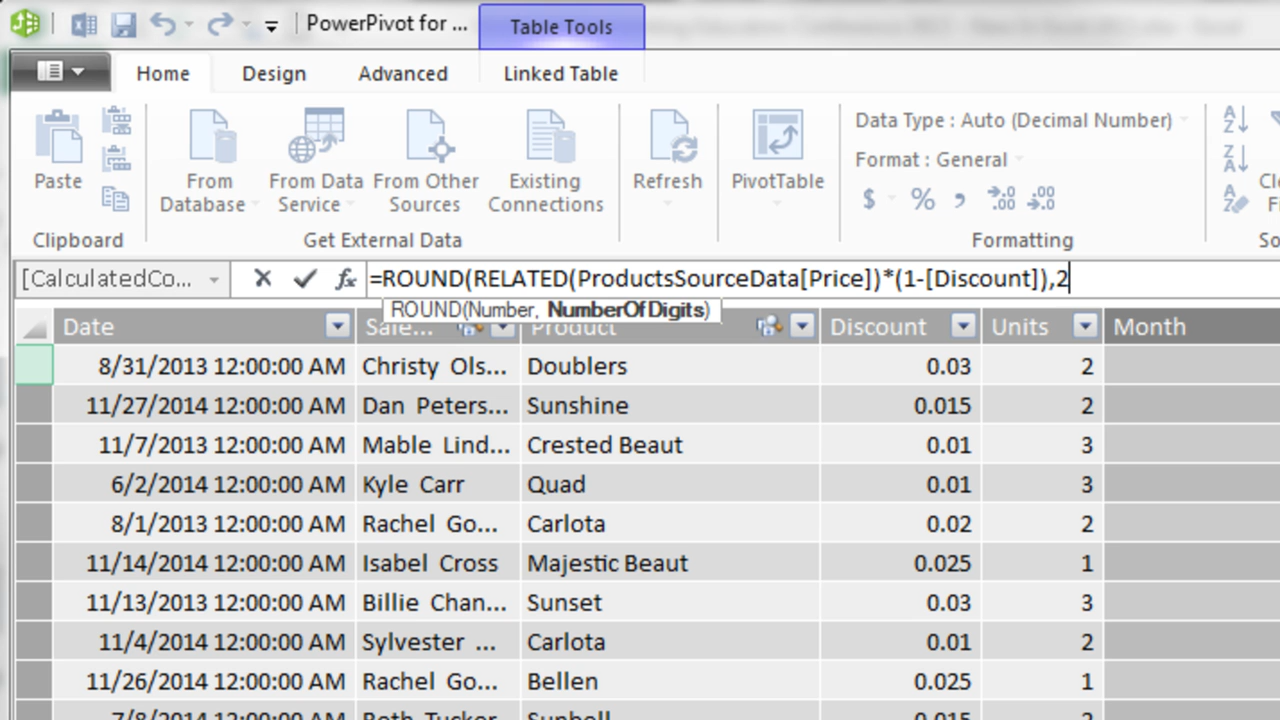 PowerPivot for ...
Table Tools
Home Design Advanced Linked Table
Paste
From Database
From Data Service
From Other Sources
Existing Connections
Refresh
PivotTable
Data Type : Auto (Decimal Number)
Format : General
$ % , .00 .00
Clipboard
Get External Data
Formatting
[CalculatedCo... fx =ROUND(RELATED(ProductsSourceData[Price])*(1-[Discount]),2
ROUND(Number, NumberOfDigits)
Date Sale... Product Discount Units Month
8/31/2013 12:00:00 AM Christy Ols... Doublers 0.03 2
11/27/2014 12:00:00 AM Dan Peters... Sunshine 0.015 2
11/7/2013 12:00:00 AM Mable Lind... Crested Beaut 0.01 3
6/2/2014 12:00:00 AM Kyle Carr Quad 0.01 3
8/1/2013 12:00:00 AM Rachel Go... Carlota 0.02 2
11/14/2014 12:00:00 AM Isabel Cross Majestic Beaut 0.025 1
11/13/2013 12:00:00 AM Billie Chan... Sunset 0.03 3
11/4/2014 12:00:00 AM Sylvester ... Carlota 0.01 2
11/26/2014 12:00:00 AM Rachel Go... Bellen 0.025 1